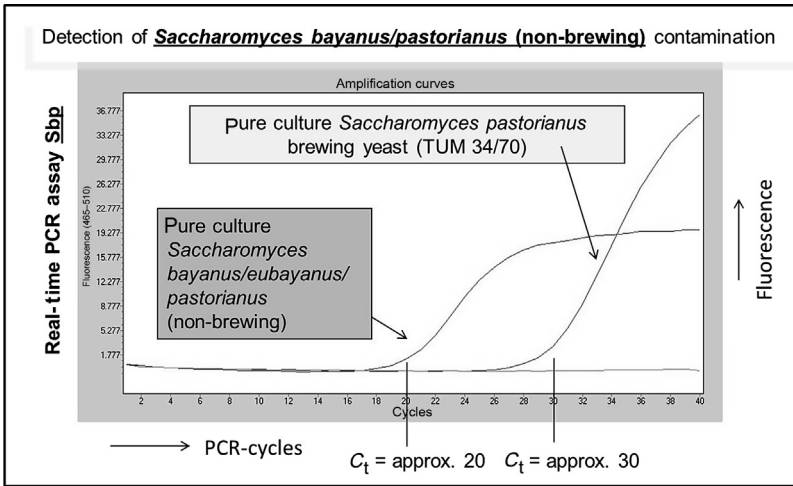 Detection of Saccharomyces bayanus/pastorianus (non-brewing) contamination
Real-time PCR assay Sbp
Amplification curves
Fluorescence (465–510)
36.777
33.277
29.777
26.277
22.777
19.277
15.777
12.277
8.777
5.277
1.777
Pure culture Saccharomyces pastorianus
brewing yeast (TUM 34/70)
Pure culture
Saccharomyces
bayanus/eubayanus/
pastorianus
(non-brewing)
Fluorescence
2 4 6 8 10 12 14 16 18 20 22 24 26 28 30 32 34 36 38 40
Cycles
PCR-cycles
Ct = approx. 20 Ct = approx. 30